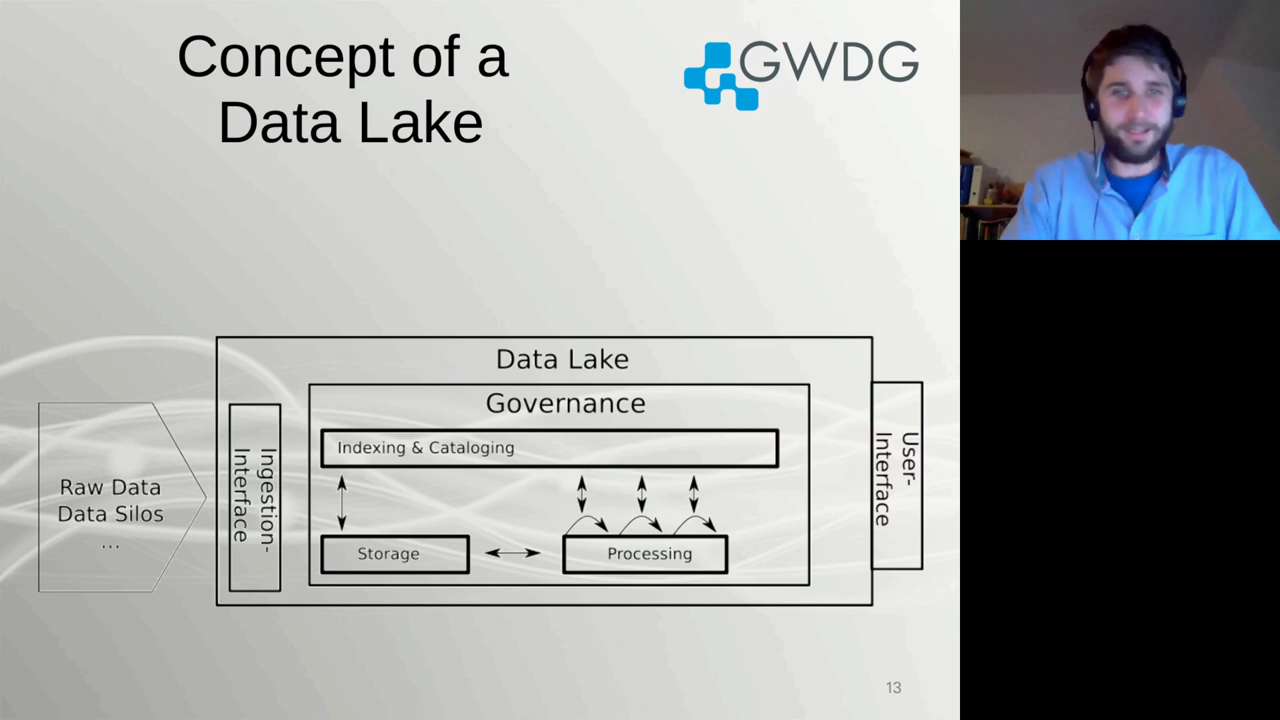 Concept of a
Data Lake
GWDG
Data Lake
Governance
Indexing & Cataloging
Raw Data
Data Silos
...
Ingestion-
Interface
Storage
Processing
User-
Interface
13